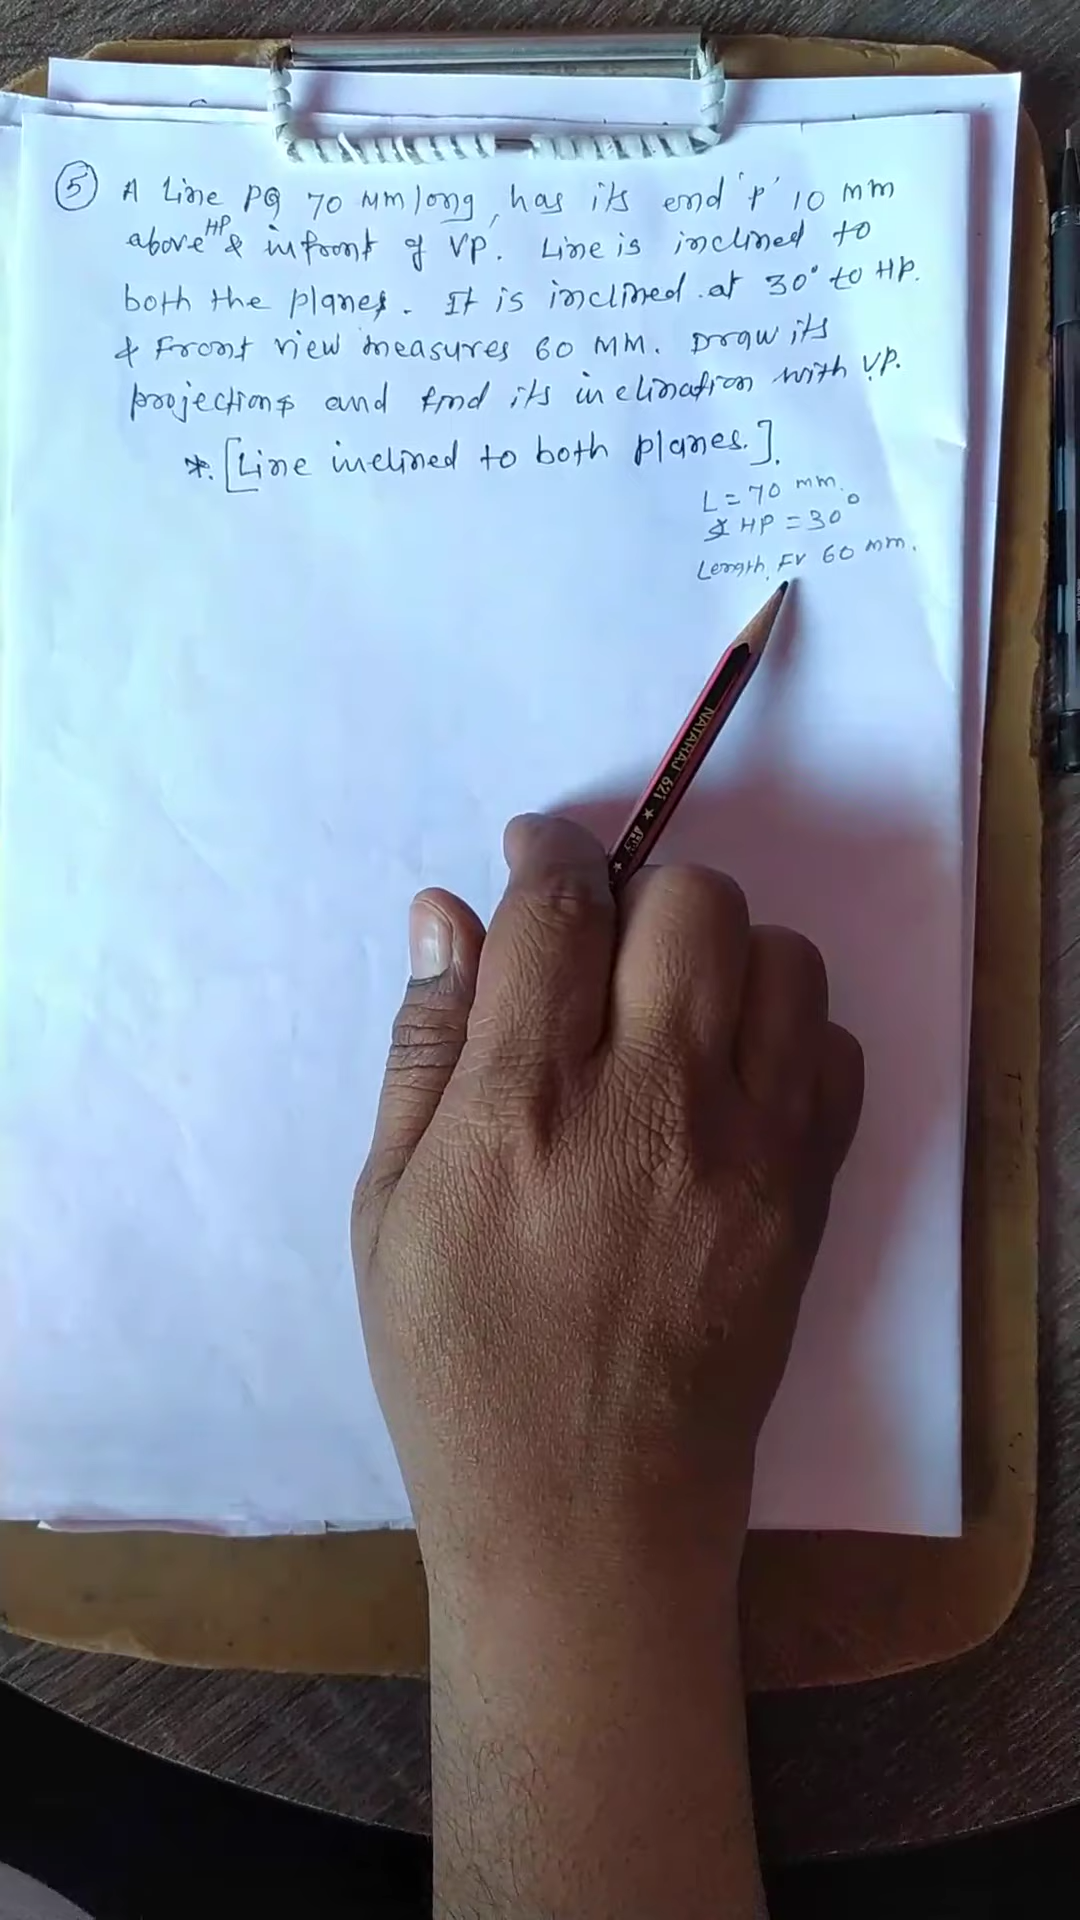 ⑤ A Line PQ 70 MM long, has its end 'p' 10 mm
above HP & infront of VP. Line is inclined to
both the planes. It is inclined at 30° to HP.
& Front view measures 60 MM. Draw its
projections and find its inclination with VP.
*. [Line inclined to both planes.].
L = 70 mm.
∠ HP = 30°
Length. FV 60 mm.
NATARAJ 621